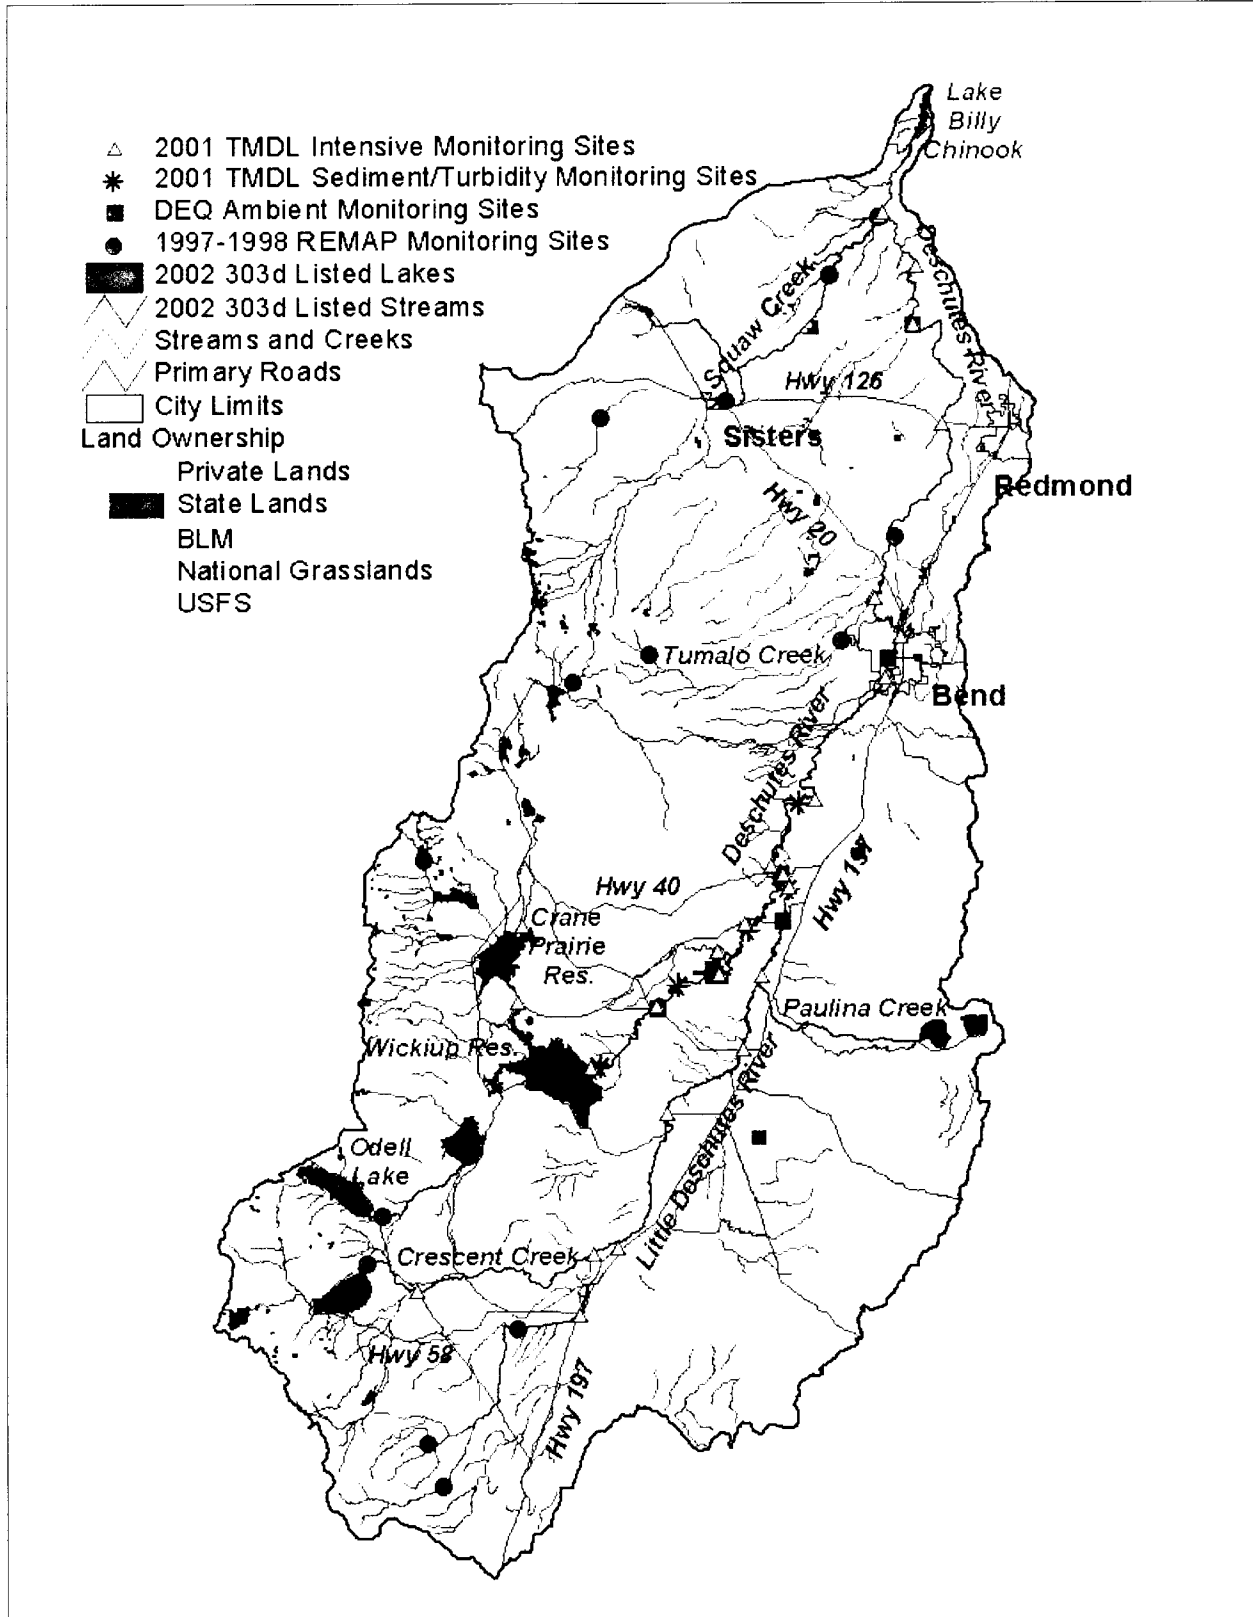 2001 TMDL Intensive Monitoring Sites
2001 TMDL Sediment/Turbidity Monitoring Sites
DEQ Ambient Monitoring Sites
1997-1998 REMAP Monitoring Sites
2002 303d Listed Lakes
2002 303d Listed Streams
Streams and Creeks
Primary Roads
City Limits
Land Ownership
Private Lands
State Lands
BLM
National Grasslands
USFS
Lake
Billy
Chinook
Deschutes River
Squaw Creek
Hwy 126
Sisters
Redmond
Hwy 20
Tumalo Creek
Bend
Deschutes River
Hwy 197
Hwy 40
Crane
Prairie
Res.
Paulina Creek
Wickiup Res.
Little Deschutes River
Odell
Lake
Crescent Creek
Hwy 58
Hwy 197